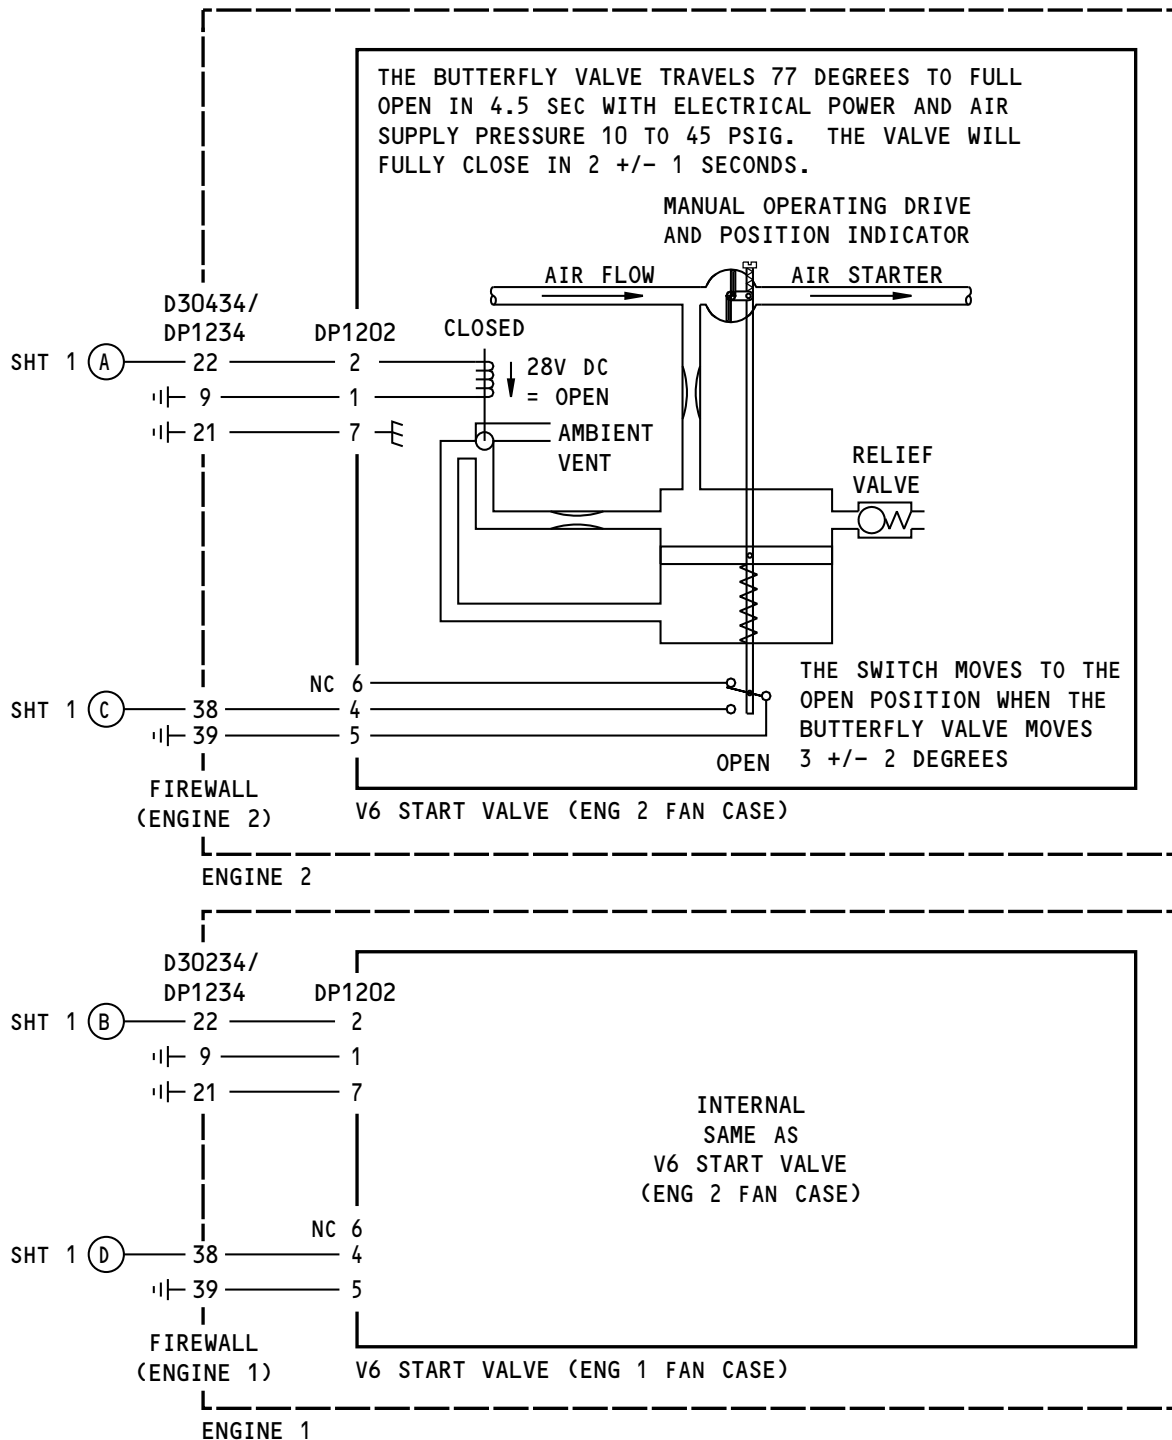 THE BUTTERFLY VALVE TRAVELS 77 DEGREES TO FULL
OPEN IN 4.5 SEC WITH ELECTRICAL POWER AND AIR
SUPPLY PRESSURE 10 TO 45 PSIG. THE VALVE WILL
FULLY CLOSE IN 2 +/- 1 SECONDS.
MANUAL OPERATING DRIVE
AND POSITION INDICATOR
AIR FLOW
AIR STARTER
D30434/
DP1234
DP1202
CLOSED
SHT 1 A
22
2
28V DC
= OPEN
9
1
21
7
AMBIENT
VENT
RELIEF
VALVE
NC 6
SHT 1 C
38
4
39
5
OPEN
THE SWITCH MOVES TO THE
OPEN POSITION WHEN THE
BUTTERFLY VALVE MOVES
3 +/- 2 DEGREES
FIREWALL
(ENGINE 2)
V6 START VALVE (ENG 2 FAN CASE)
ENGINE 2
D30234/
DP1234
DP1202
SHT 1 B
22
2
9
1
21
7
INTERNAL
SAME AS
V6 START VALVE
(ENG 2 FAN CASE)
NC 6
SHT 1 D
38
4
39
5
FIREWALL
(ENGINE 1)
V6 START VALVE (ENG 1 FAN CASE)
ENGINE 1